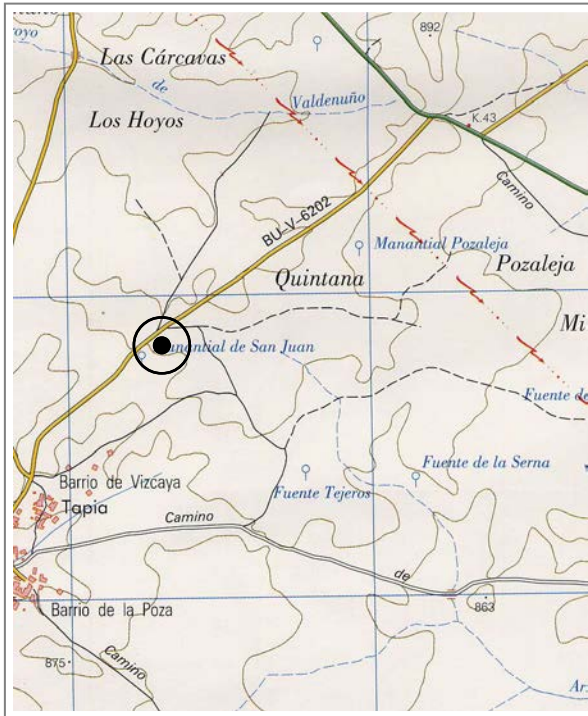 royo
Las Cárcavas
892
de
Valdenuño
Los Hoyos
K.43
Camino
BU-V-6202
Manantial Pozaleja
Pozaleja
Quintana
Mi
de San Juan
Fuente de
Barrio de Vizcaya
Fuente de la Serna
Tapia
Fuente Tejeros
Camino
de
Barrio de la Poza
863
875
Camino
Ar